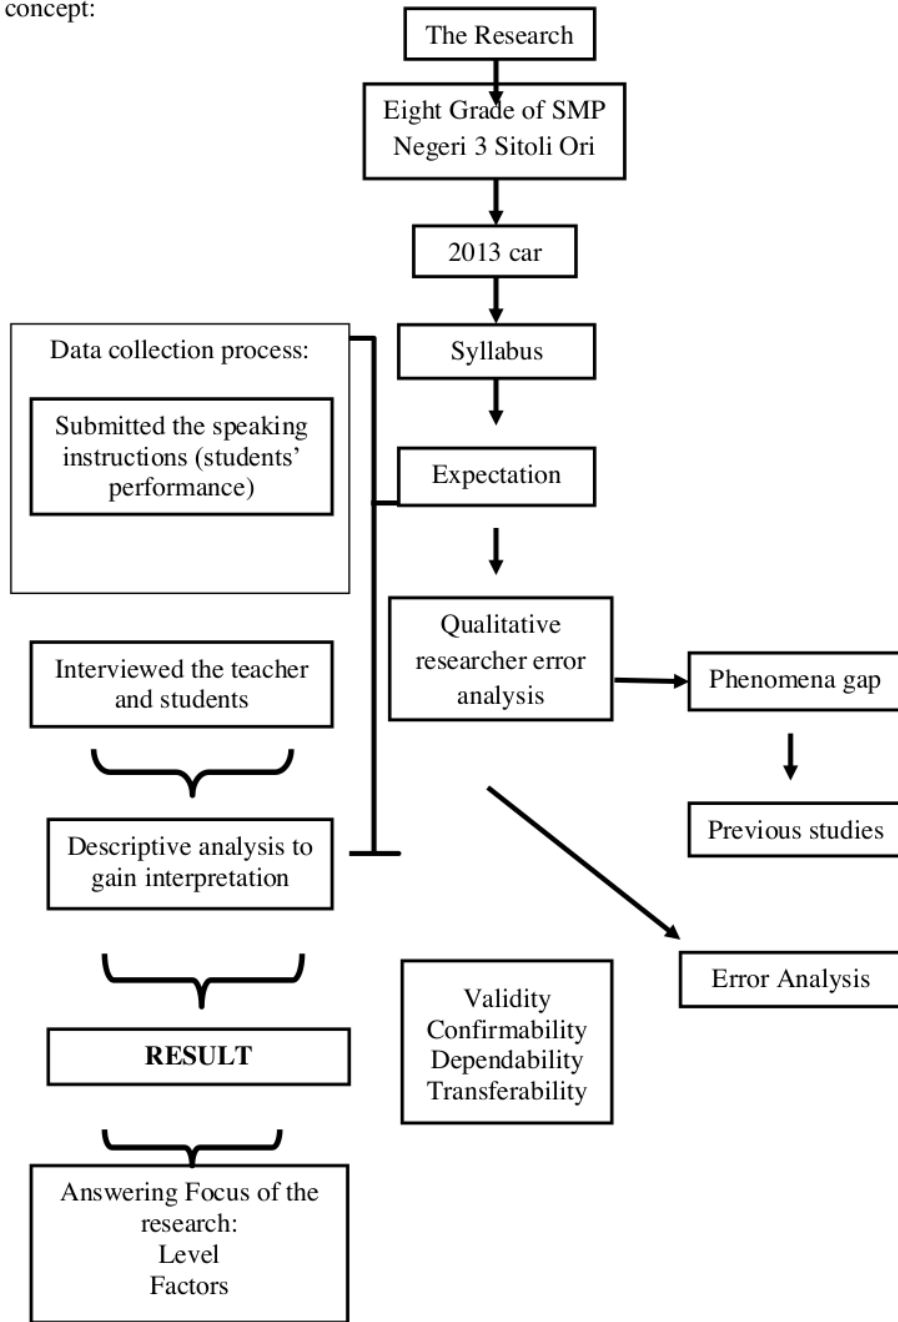 concept:
The Research
Eight Grade of SMP
Negeri 3 Sitoli Ori
2013 car
Syllabus
Data collection process:
Submitted the speaking
instructions (students'
performance)
Expectation
Qualitative
researcher error
analysis
Interviewed the teacher
and students
Phenomena gap
Previous studies
Descriptive analysis to
gain interpretation
Error Analysis
Validity
Confirmability
Dependability
Transferability
RESULT
Answering Focus of the
research:
Level
Factors